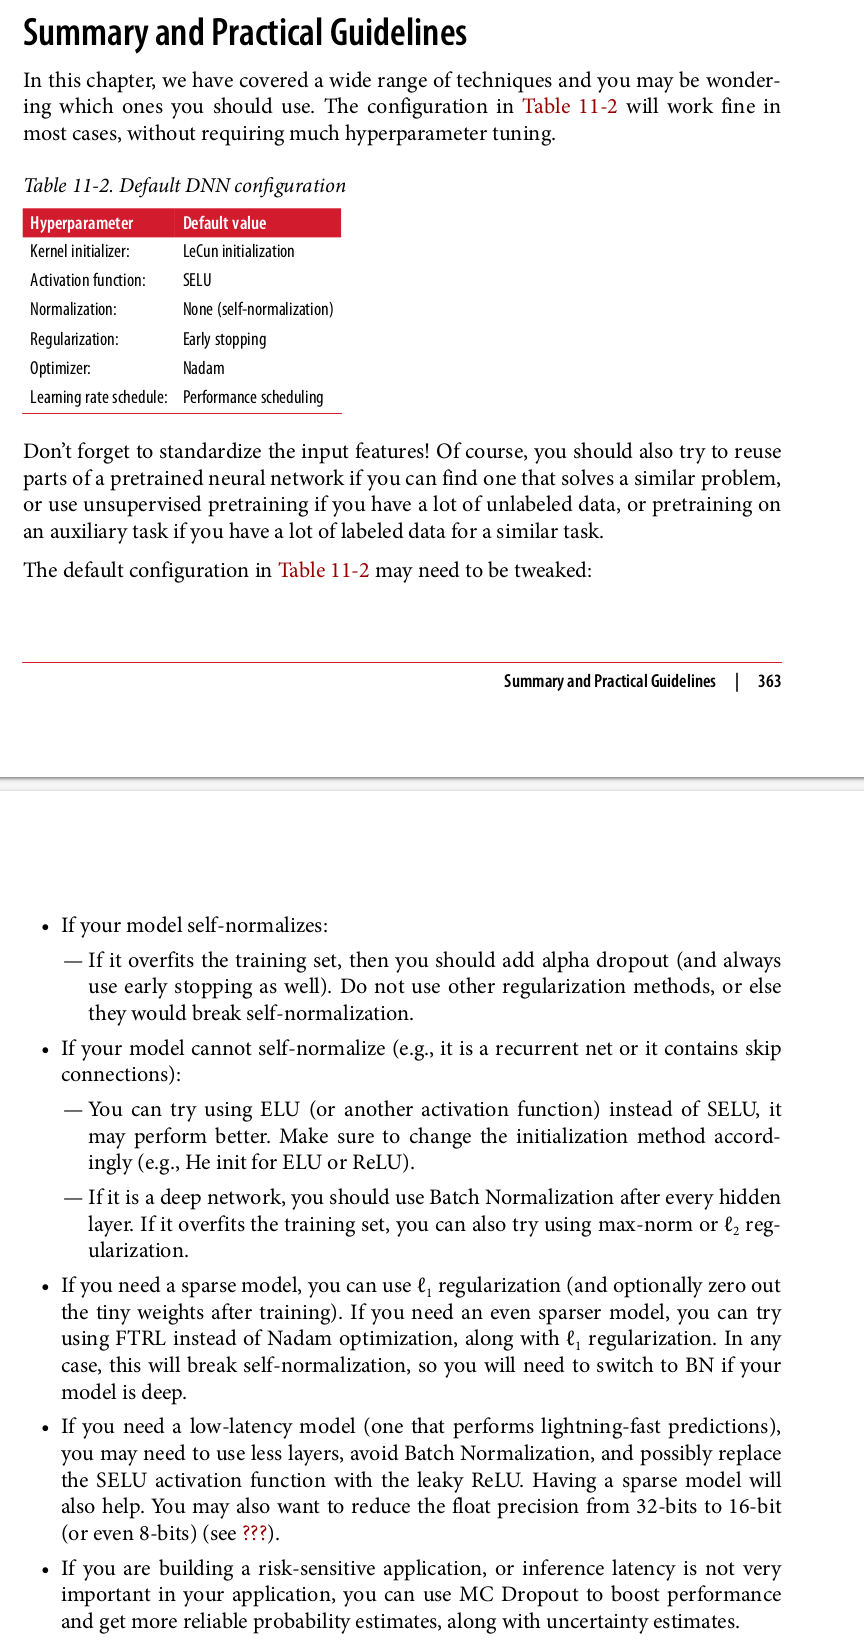 Summary and Practical Guidelines
In this chapter, we have covered a wide range of techniques and you may be wonder-
ing which ones you should use. The configuration in Table 11-2 will work fine in
most cases, without requiring much hyperparameter tuning.
Table 11-2. Default DNN configuration
Hyperparameter Default value
Kernel initializer: LeCun initialization
Activation function: SELU
Normalization: None (self-normalization)
Regularization: Early stopping
Optimizer: Nadam
Learning rate schedule: Performance scheduling
Don’t forget to standardize the input features! Of course, you should also try to reuse
parts of a pretrained neural network if you can find one that solves a similar problem,
or use unsupervised pretraining if you have a lot of unlabeled data, or pretraining on
an auxiliary task if you have a lot of labeled data for a similar task.
The default configuration in Table 11-2 may need to be tweaked:
Summary and Practical Guidelines | 363
• If your model self-normalizes:
— If it overfits the training set, then you should add alpha dropout (and always
use early stopping as well). Do not use other regularization methods, or else
they would break self-normalization.
• If your model cannot self-normalize (e.g., it is a recurrent net or it contains skip
connections):
— You can try using ELU (or another activation function) instead of SELU, it
may perform better. Make sure to change the initialization method accord-
ingly (e.g., He init for ELU or ReLU).
— If it is a deep network, you should use Batch Normalization after every hidden
layer. If it overfits the training set, you can also try using max-norm or ℓ₂ reg-
ularization.
• If you need a sparse model, you can use ℓ₁ regularization (and optionally zero out
the tiny weights after training). If you need an even sparser model, you can try
using FTRL instead of Nadam optimization, along with ℓ₁ regularization. In any
case, this will break self-normalization, so you will need to switch to BN if your
model is deep.
• If you need a low-latency model (one that performs lightning-fast predictions),
you may need to use less layers, avoid Batch Normalization, and possibly replace
the SELU activation function with the leaky ReLU. Having a sparse model will
also help. You may also want to reduce the float precision from 32-bits to 16-bit
(or even 8-bits) (see ???).
• If you are building a risk-sensitive application, or inference latency is not very
important in your application, you can use MC Dropout to boost performance
and get more reliable probability estimates, along with uncertainty estimates.